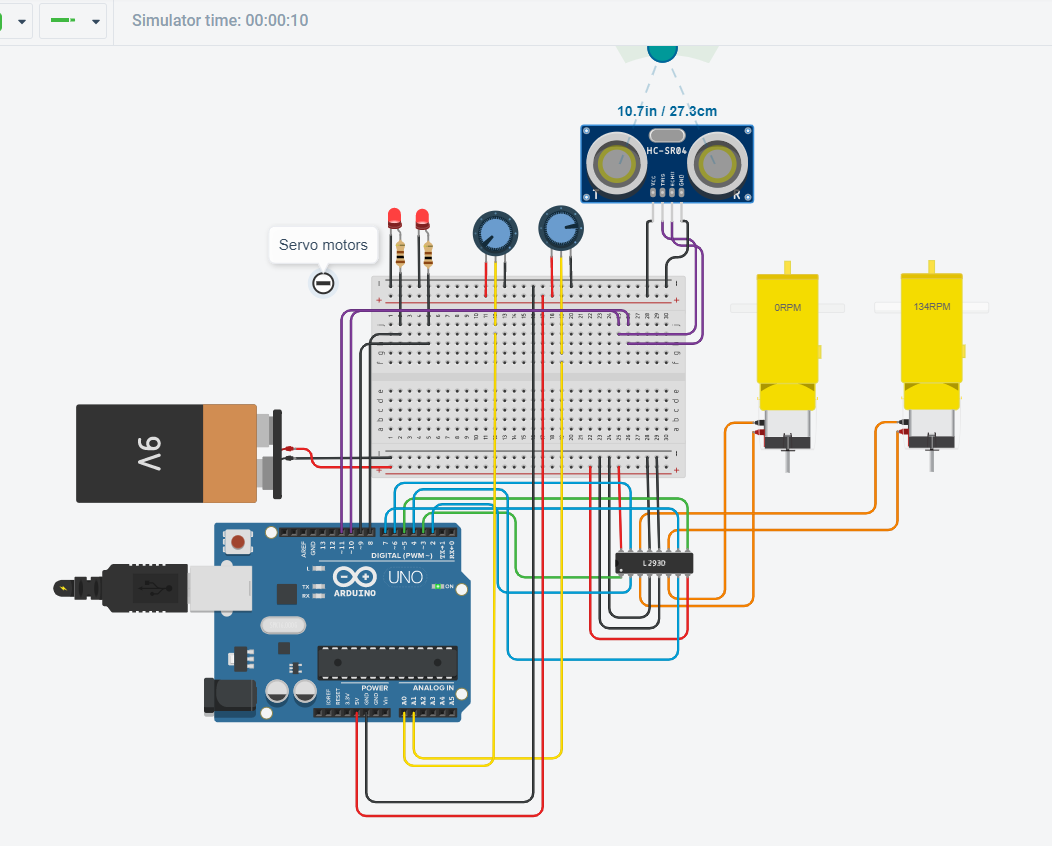 Simulator time: 00:00:10
10.7in / 27.3cm
HC-SR04
VCC
TRIG
ECHO
GND
T
R
Servo motors
0RPM
134RPM
9V
L293D
AREF
GND
13
12
~11
~10
~9
8
7
~6
~5
4
~3
2
TX→1
RX←0
DIGITAL (PWM~)
L
TX
RX
ARDUINO
UNO
ON
IOREF
RESET
3.3V
5V
GND
GND
Vin
POWER
ANALOG IN
A0
A1
A2
A3
A4
A5